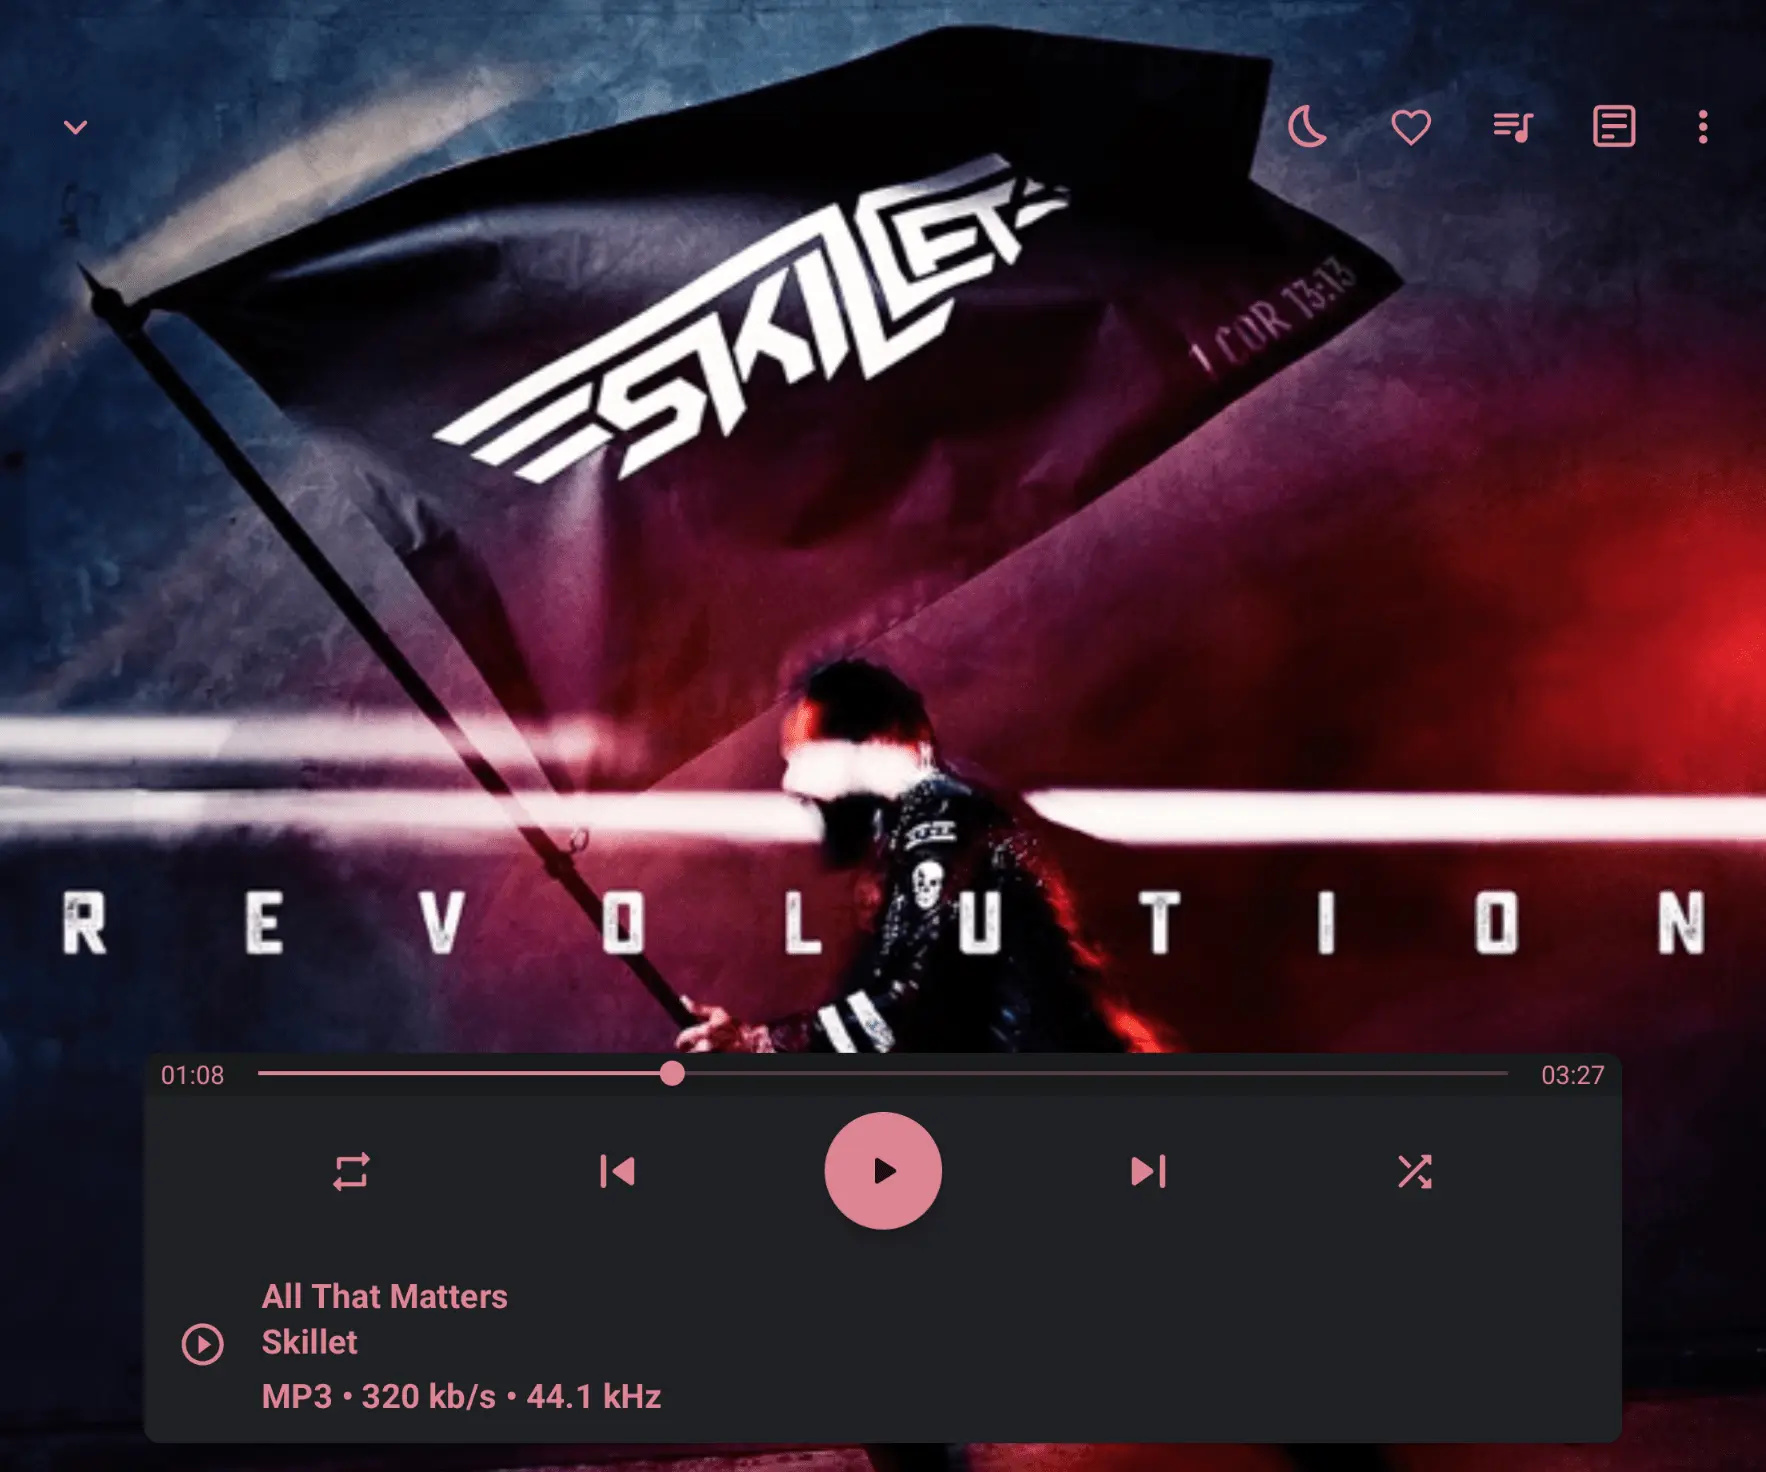 SKILLET
1 COR 13:13
REVOLUTION
01:08
03:27
All That Matters
Skillet
MP3 • 320 kb/s • 44.1 kHz